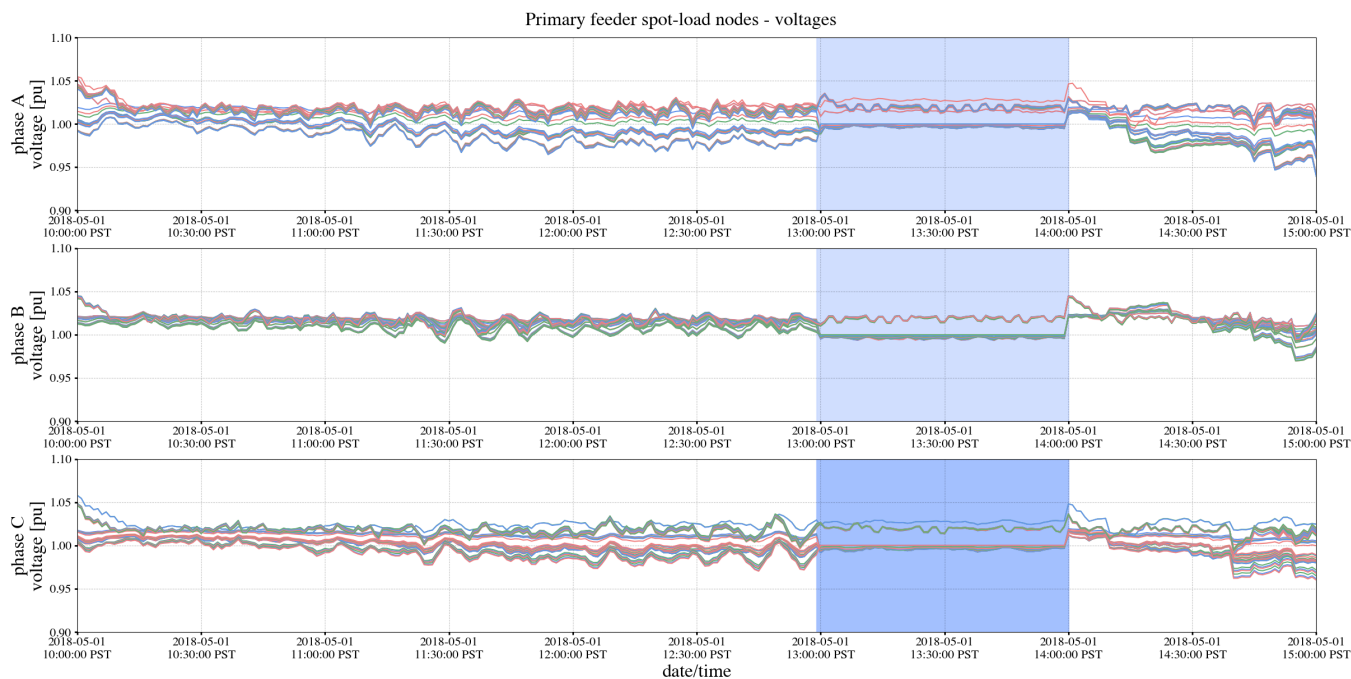 Primary feeder spot-load nodes - voltages
phase A
voltage [pu]
1.10
1.05
1.00
0.95
0.90
2018-05-01 2018-05-01 2018-05-01 2018-05-01 2018-05-01 2018-05-01 2018-05-01 2018-05-01 2018-05-01 2018-05-01 2018-05-01
10:00:00 PST 10:30:00 PST 11:00:00 PST 11:30:00 PST 12:00:00 PST 12:30:00 PST 13:00:00 PST 13:30:00 PST 14:00:00 PST 14:30:00 PST 15:00:00 PST
phase B
voltage [pu]
1.10
1.05
1.00
0.95
0.90
2018-05-01 2018-05-01 2018-05-01 2018-05-01 2018-05-01 2018-05-01 2018-05-01 2018-05-01 2018-05-01 2018-05-01 2018-05-01
10:00:00 PST 10:30:00 PST 11:00:00 PST 11:30:00 PST 12:00:00 PST 12:30:00 PST 13:00:00 PST 13:30:00 PST 14:00:00 PST 14:30:00 PST 15:00:00 PST
phase C
voltage [pu]
1.10
1.05
1.00
0.95
0.90
2018-05-01 2018-05-01 2018-05-01 2018-05-01 2018-05-01 2018-05-01 2018-05-01 2018-05-01 2018-05-01 2018-05-01 2018-05-01
10:00:00 PST 10:30:00 PST 11:00:00 PST 11:30:00 PST 12:00:00 PST 12:30:00 PST 13:00:00 PST 13:30:00 PST 14:00:00 PST 14:30:00 PST 15:00:00 PST
date/time